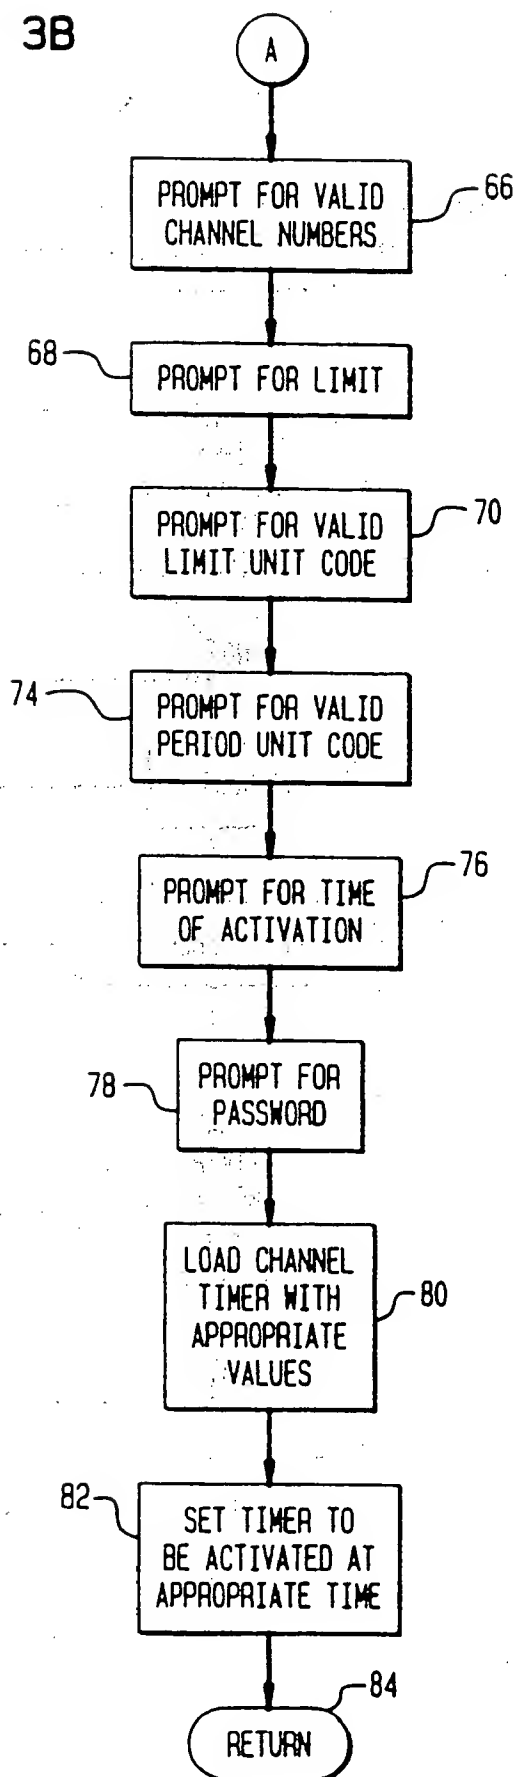 3B
A
PROMPT FOR VALID
CHANNEL NUMBERS
66
68
PROMPT FOR LIMIT
PROMPT FOR VALID
LIMIT UNIT CODE
70
74
PROMPT FOR VALID
PERIOD UNIT CODE
PROMPT FOR TIME
OF ACTIVATION
76
78
PROMPT FOR
PASSWORD
LOAD CHANNEL
TIMER WITH
APPROPRIATE
VALUES
80
82
SET TIMER TO
BE ACTIVATED AT
APPROPRIATE TIME
84
RETURN